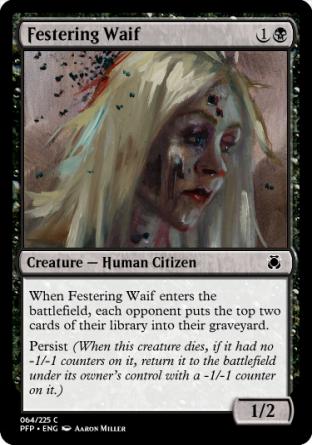 Festering Waif 1
Creature — Human Citizen
When Festering Waif enters the
battlefield, each opponent puts the top two
cards of their library into their graveyard.
Persist (When this creature dies, if it had no
-1/-1 counters on it, return it to the battlefield
under its owner's control with a -1/-1 counter
on it.)
1/2
064/225 C
PFP • ENG Aaron Miller